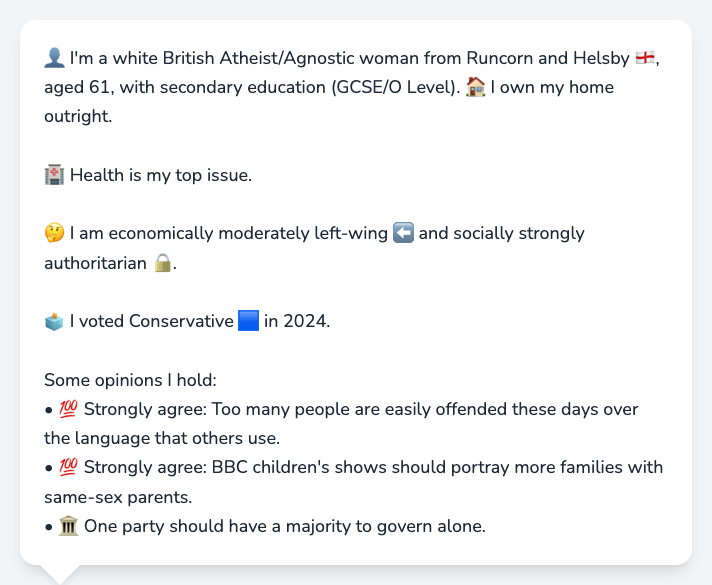 👤 I'm a white British Atheist/Agnostic woman from Runcorn and Helsby 🏴󠁧󠁢󠁥󠁮󠁧󠁿,
aged 61, with secondary education (GCSE/O Level). 🏠 I own my home
outright.
🏥 Health is my top issue.
🤔 I am economically moderately left-wing ⬅️ and socially strongly
authoritarian 🔒.
🗳️ I voted Conservative 🟦 in 2024.
Some opinions I hold:
• 💯 Strongly agree: Too many people are easily offended these days over
the language that others use.
• 💯 Strongly agree: BBC children's shows should portray more families with
same-sex parents.
• 🏛️ One party should have a majority to govern alone.